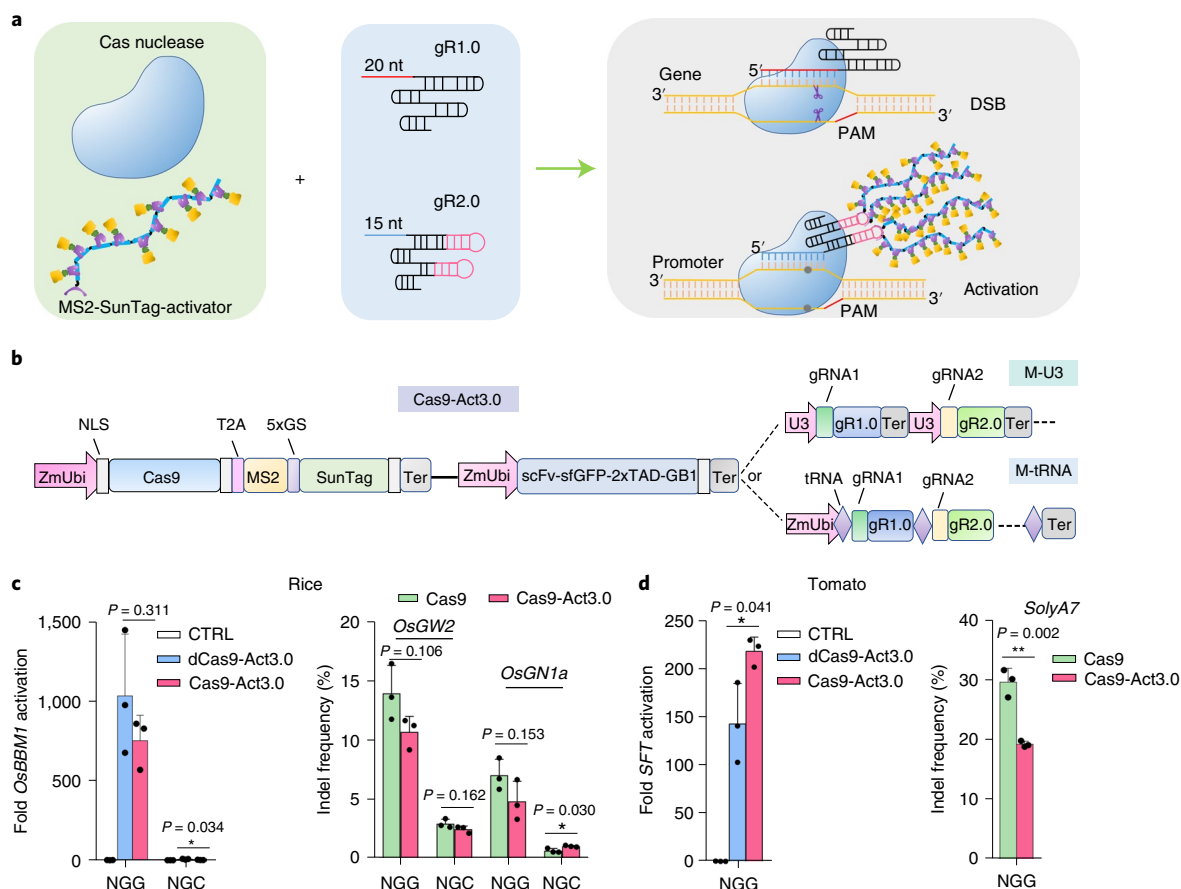 a
Cas nuclease
MS2-SunTag-activator
+
gR1.0
20 nt
gR2.0
15 nt
5′
Gene
3′
DSB
3′
PAM
5′
Promoter
3′
Activation
PAM
b
Cas9-Act3.0
NLS
T2A
5xGS
ZmUbi
Cas9
MS2
SunTag
Ter
ZmUbi
scFv-sfGFP-2xTAD-GB1
Ter
or
M-U3
gRNA1
gRNA2
U3
gR1.0
Ter
U3
gR2.0
Ter
M-tRNA
tRNA
gRNA1
gRNA2
ZmUbi
gR1.0
gR2.0
Ter
c
Rice
Fold OsBBM1 activation
1,500
1,000
500
0
P = 0.311
CTRL
dCas9-Act3.0
Cas9-Act3.0
P = 0.034
*
NGG
NGC
Cas9
Cas9-Act3.0
Indel frequency (%)
20
15
10
5
0
OsGW2
P = 0.106
OsGN1a
P = 0.153
P = 0.162
P = 0.030
*
NGG
NGC
NGG
NGC
d
Tomato
Fold SFT activation
250
200
150
100
50
0
P = 0.041
*
CTRL
dCas9-Act3.0
Cas9-Act3.0
NGG
SolyA7
Indel frequency (%)
40
30
20
10
0
P = 0.002
**
Cas9
Cas9-Act3.0
NGG